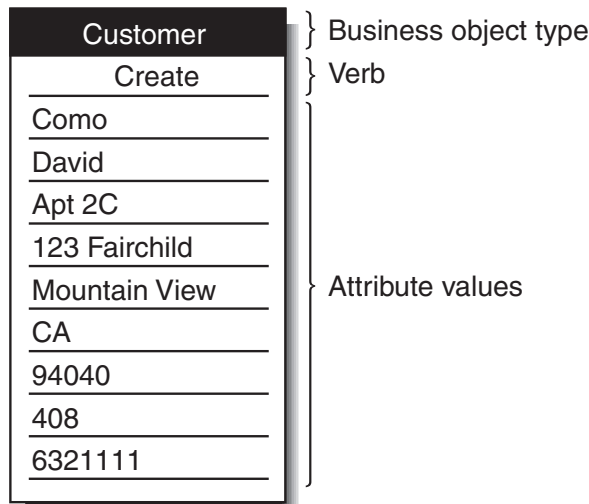 Customer
Business object type
Create
Verb
Como
David
Apt 2C
123 Fairchild
Mountain View
Attribute values
CA
94040
408
6321111